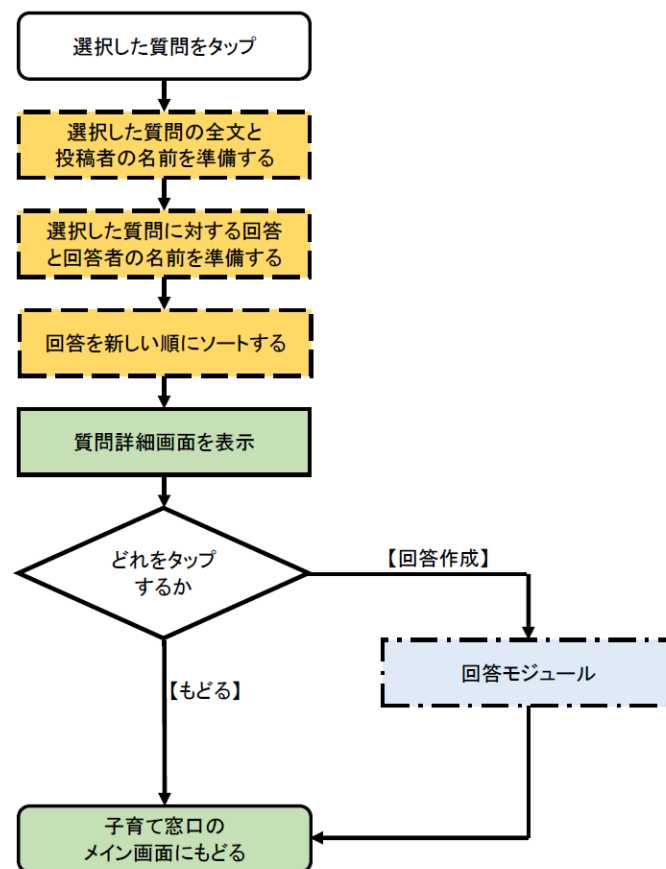 選択した質問をタップ
選択した質問の全文と
投稿者の名前を準備する
選択した質問に対する回答
と回答者の名前を準備する
回答を新しい順にソートする
質問詳細画面を表示
どれをタップ
するか
【回答作成】
回答モジュール
【もどる】
子育て窓口の
メイン画面にもどる